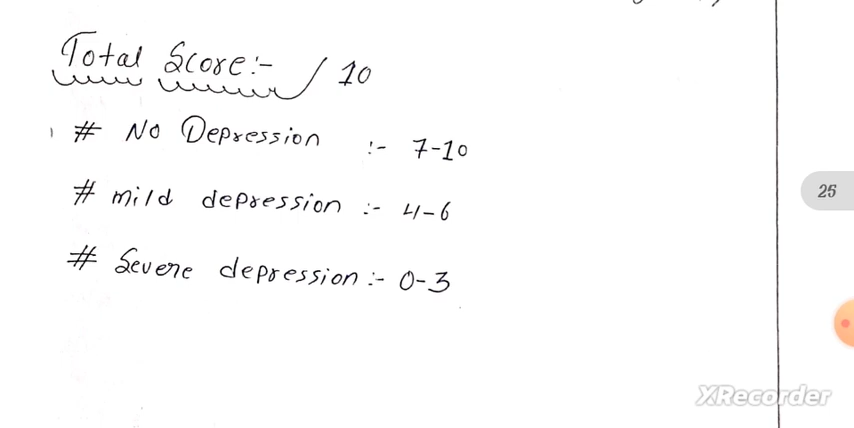 Total Score:- / 10
# No Depression :- 7-10
# mild depression :- 4-6
# Severe depression :- 0-3
25
XRecorder